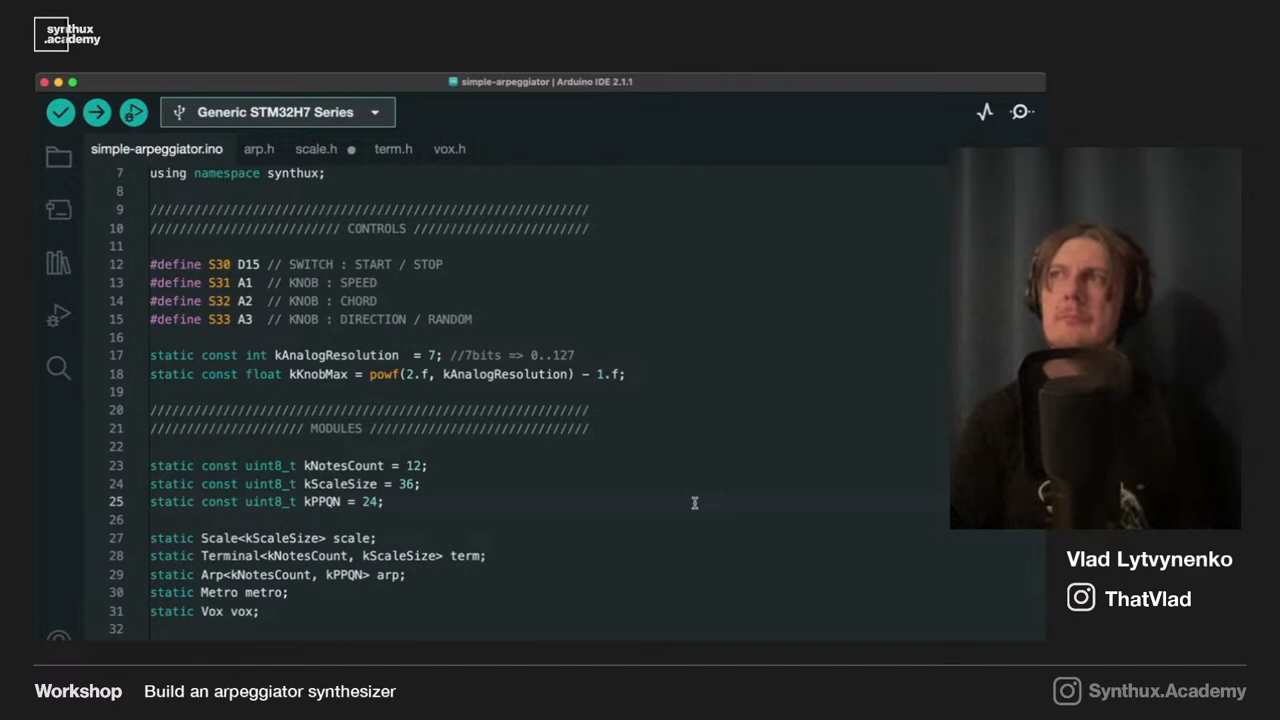 synthux
.academy
simple-arpeggiator | Arduino IDE 2.1.1
Generic STM32H7 Series
simple-arpeggiator.ino arp.h scale.h term.h vox.h
7 using namespace synthux;
8
9 ////////////////////////////////////////////////////////////
10 ////////////////////////// CONTROLS /////////////////////////
11
12 #define S30 D15 // SWITCH : START / STOP
13 #define S31 A1 // KNOB : SPEED
14 #define S32 A2 // KNOB : CHORD
15 #define S33 A3 // KNOB : DIRECTION / RANDOM
16
17 static const int kAnalogResolution = 7; //7bits => 0..127
18 static const float kKnobMax = powf(2.f, kAnalogResolution) - 1.f;
19
20 ////////////////////////////////////////////////////////////
21 ///////////////////// MODULES //////////////////////////////
22
23 static const uint8_t kNotesCount = 12;
24 static const uint8_t kScaleSize = 36;
25 static const uint8_t kPPQN = 24;
26
27 static Scale<kScaleSize> scale;
28 static Terminal<kNotesCount, kScaleSize> term;
29 static Arp<kNotesCount, kPPQN> arp;
30 static Metro metro;
31 static Vox vox;
32
Vlad Lytvynenko
ThatVlad
Workshop Build an arpeggiator synthesizer
Synthux.Academy